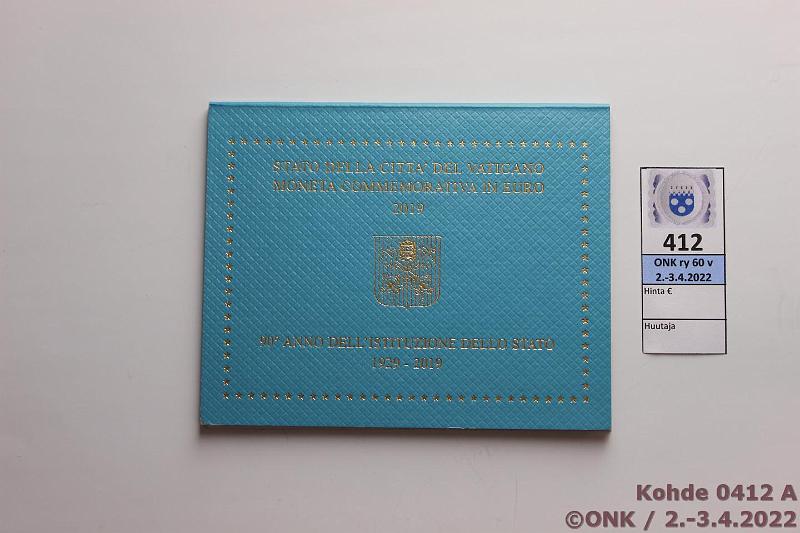 STATO DELLA CITTA' DEL VATICANO
MONETA COMMEMORATIVA IN EURO
2019
90° ANNO DELL'ISTITUZIONE DELLO STATO
1929 - 2019
412
ONK ry 60 v
2.-3.4.2022
Hinta €
Huutaja
Kohde 0412 A
©ONK / 2.-3.4.2022